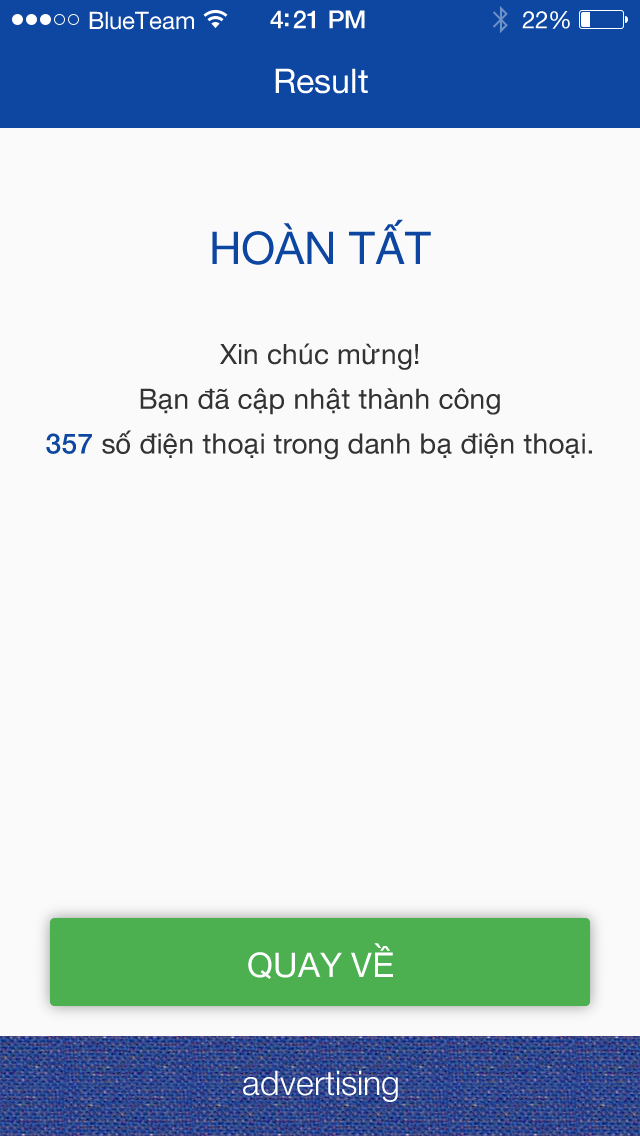 BlueTeam 4:21 PM 22%
Result
HOÀN TẤT
Xin chúc mừng!
Bạn đã cập nhật thành công
357 số điện thoại trong danh bạ điện thoại.
QUAY VỀ
advertising